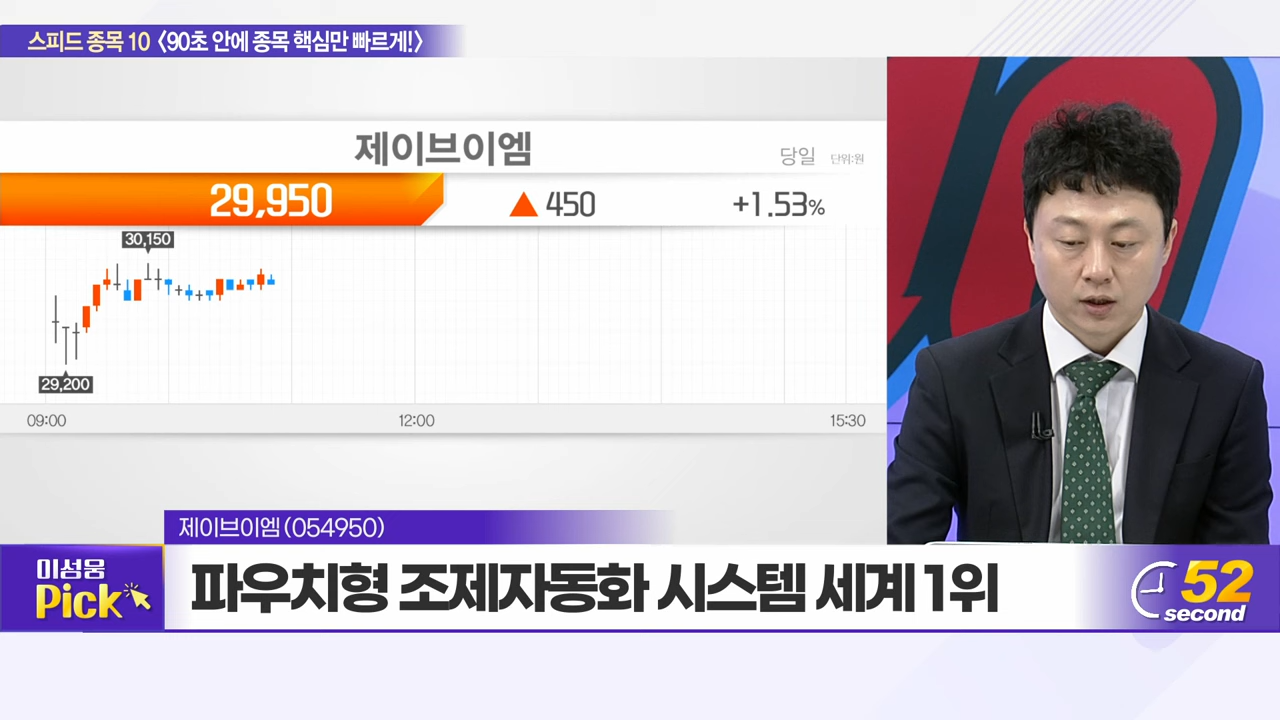 스피드 종목 10 〈90초 안에 종목 핵심만 빠르게!〉
제이브이엠
당일 단위:원
29,950 ▲ 450 +1.53%
30,150
29,200
09:00 12:00 15:30
제이브이엠(054950)
이성웅
Pick
파우치형 조제자동화 시스템 세계 1위
52
second